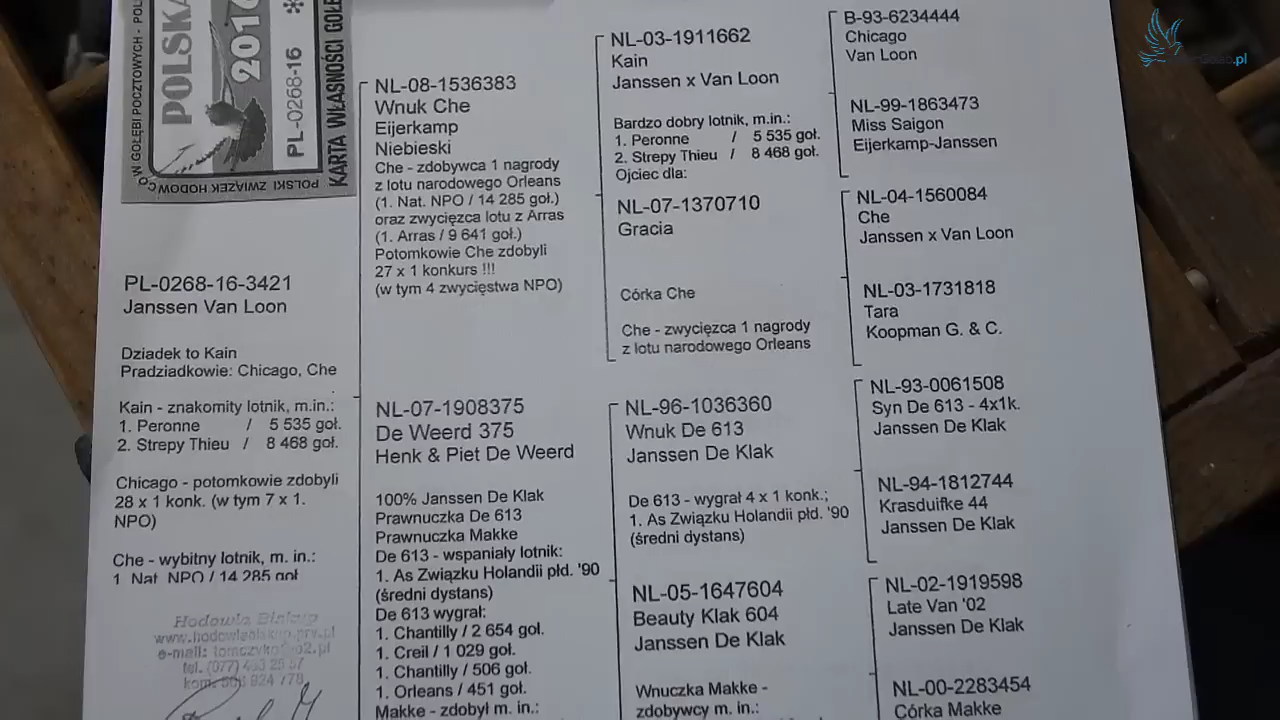 POLSKA
2016
PL-0268-16
KARTA WŁASNOŚCI
W GOŁĘBI POCZTOWYCH - POL
POLSKI ZWIĄZEK HODOWCÓ
PL-0268-16-3421
Janssen Van Loon
Dziadek to Kain
Pradziadkowie: Chicago, Che
Kain - znakomity lotnik, m.in.:
1. Peronne / 5 535 goł.
2. Strepy Thieu / 8 468 goł.
Chicago - potomkowie zdobyli
28 x 1 konk. (w tym 7 x 1.
NPO)
Che - wybitny lotnik, m. in.:
1. Nat. NPO / 14 285 goł.
Hodowla Biskup
e-mail: tomczyko@o2.pl
NL-08-1536383
Wnuk Che
Eijerkamp
Niebieski
Che - zdobywca 1 nagrody
z lotu narodowego Orleans
(1. Nat. NPO / 14 285 goł.)
oraz zwycięzca lotu z Arras
(1. Arras / 9 641 goł.)
Potomkowie Che zdobyli
27 x 1 konkurs !!!
(w tym 4 zwycięstwa NPO)
NL-07-1908375
De Weerd 375
Henk & Piet De Weerd
100% Janssen De Klak
Prawnuczka De 613
Prawnuczka Makke
De 613 - wspaniały lotnik:
1. As Związku Holandii płd. '90
(średni dystans)
De 613 wygrał:
1. Chantilly / 2 654 goł.
1. Creil / 1 029 goł.
1. Chantilly / 506 goł.
1. Orleans / 451 goł.
Makke - zdobył m. in.:
NL-03-1911662
Kain
Janssen x Van Loon
Bardzo dobry lotnik, m.in.:
1. Peronne / 5 535 goł.
2. Strepy Thieu / 8 468 goł.
Ojciec dla:
NL-07-1370710
Gracia
Córka Che
Che - zwycięzca 1 nagrody
z lotu narodowego Orleans
NL-96-1036360
Wnuk De 613
Janssen De Klak
De 613 - wygrał 4 x 1 konk.;
1. As Związku Holandii płd. '90
(średni dystans)
NL-05-1647604
Beauty Klak 604
Janssen De Klak
Wnuczka Makke -
zdobywcy m. in.:
B-93-6234444
Chicago
Van Loon
NL-99-1863473
Miss Saigon
Eijerkamp-Janssen
NL-04-1560084
Che
Janssen x Van Loon
NL-03-1731818
Tara
Koopman G. & C.
NL-93-0061508
Syn De 613 - 4x1k.
Janssen De Klak
NL-94-1812744
Krasduifke 44
Janssen De Klak
NL-02-1919598
Late Van '02
Janssen De Klak
NL-00-2283454
Córka Makke